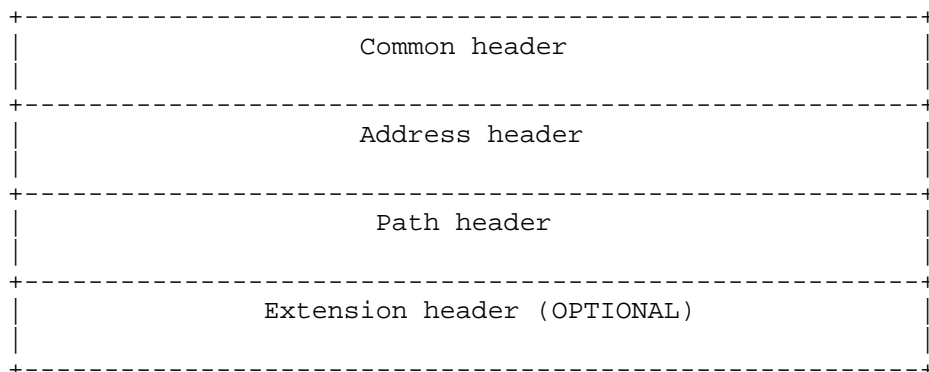 Common header
Address header
Path header
Extension header (OPTIONAL)